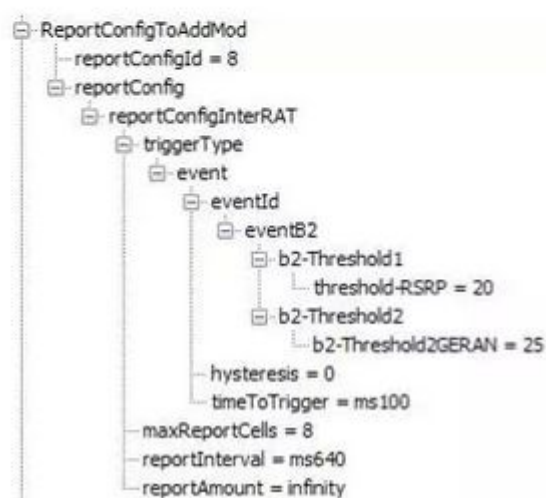 ReportConfigToAddMod
reportConfigId = 8
reportConfig
reportConfigInterRAT
triggerType
event
eventId
eventB2
b2-Threshold1
threshold-RSRP = 20
b2-Threshold2
b2-Threshold2GERAN = 25
hysteresis = 0
timeToTrigger = ms100
maxReportCells = 8
reportInterval = ms640
reportAmount = infinity